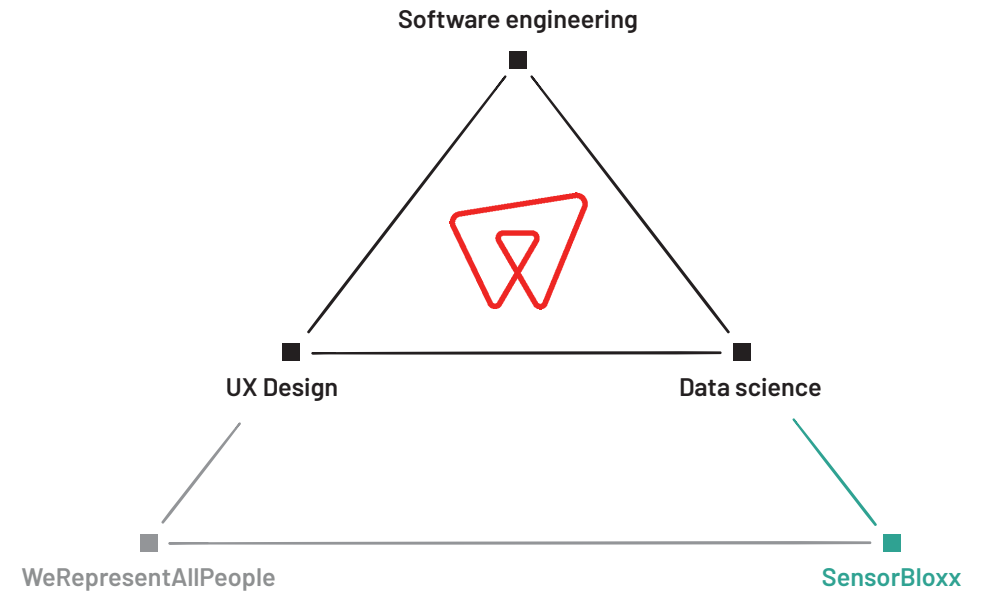 Software engineering
UX Design
Data science
WeRepresentAllPeople
SensorBloxx